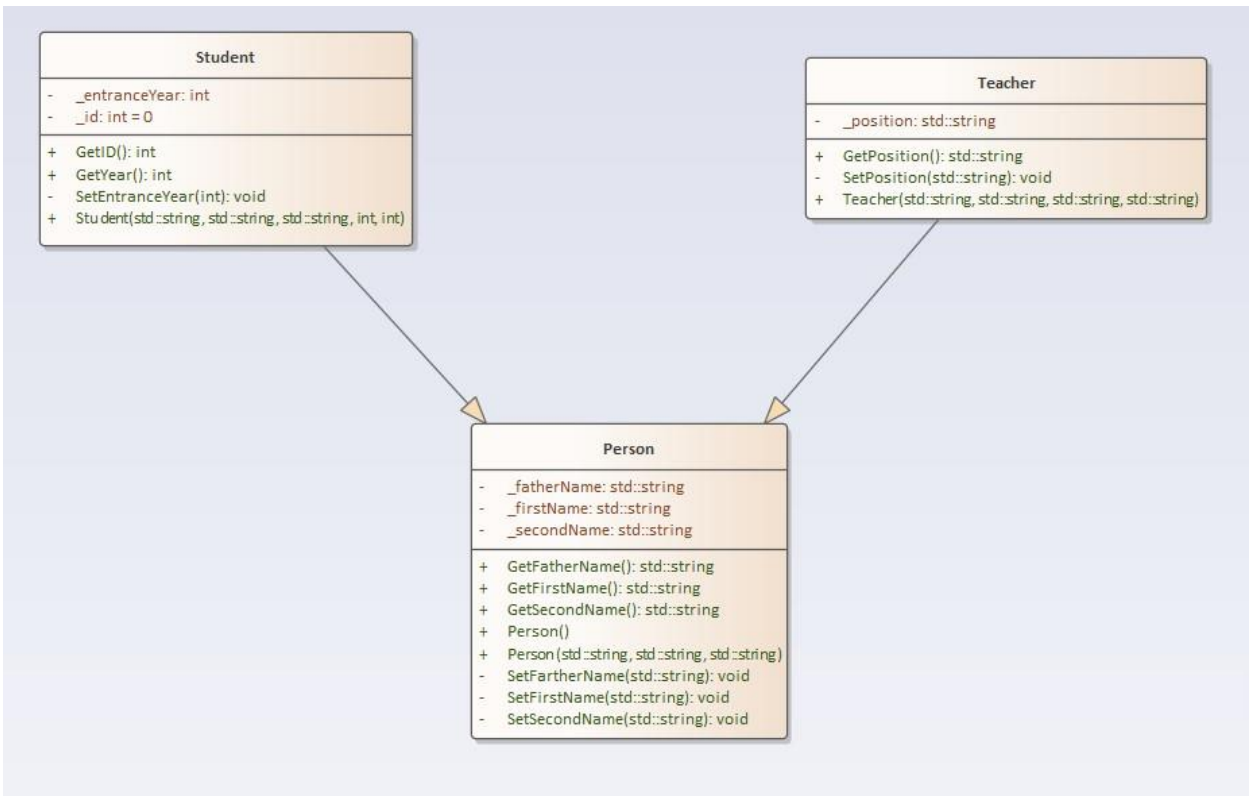 Student
- _entranceYear: int
- _id: int = 0
+ GetID(): int
+ GetYear(): int
- SetEntranceYear(int): void
+ Student(std::string, std::string, std::string, int, int)
Teacher
- _position: std::string
+ GetPosition(): std::string
- SetPosition(std::string): void
+ Teacher(std::string, std::string, std::string, std::string)
Person
- _fatherName: std::string
- _firstName: std::string
- _secondName: std::string
+ GetFatherName(): std::string
+ GetFirstName(): std::string
+ GetSecondName(): std::string
+ Person()
+ Person(std::string, std::string, std::string)
- SetFartherName(std::string): void
- SetFirstName(std::string): void
- SetSecondName(std::string): void